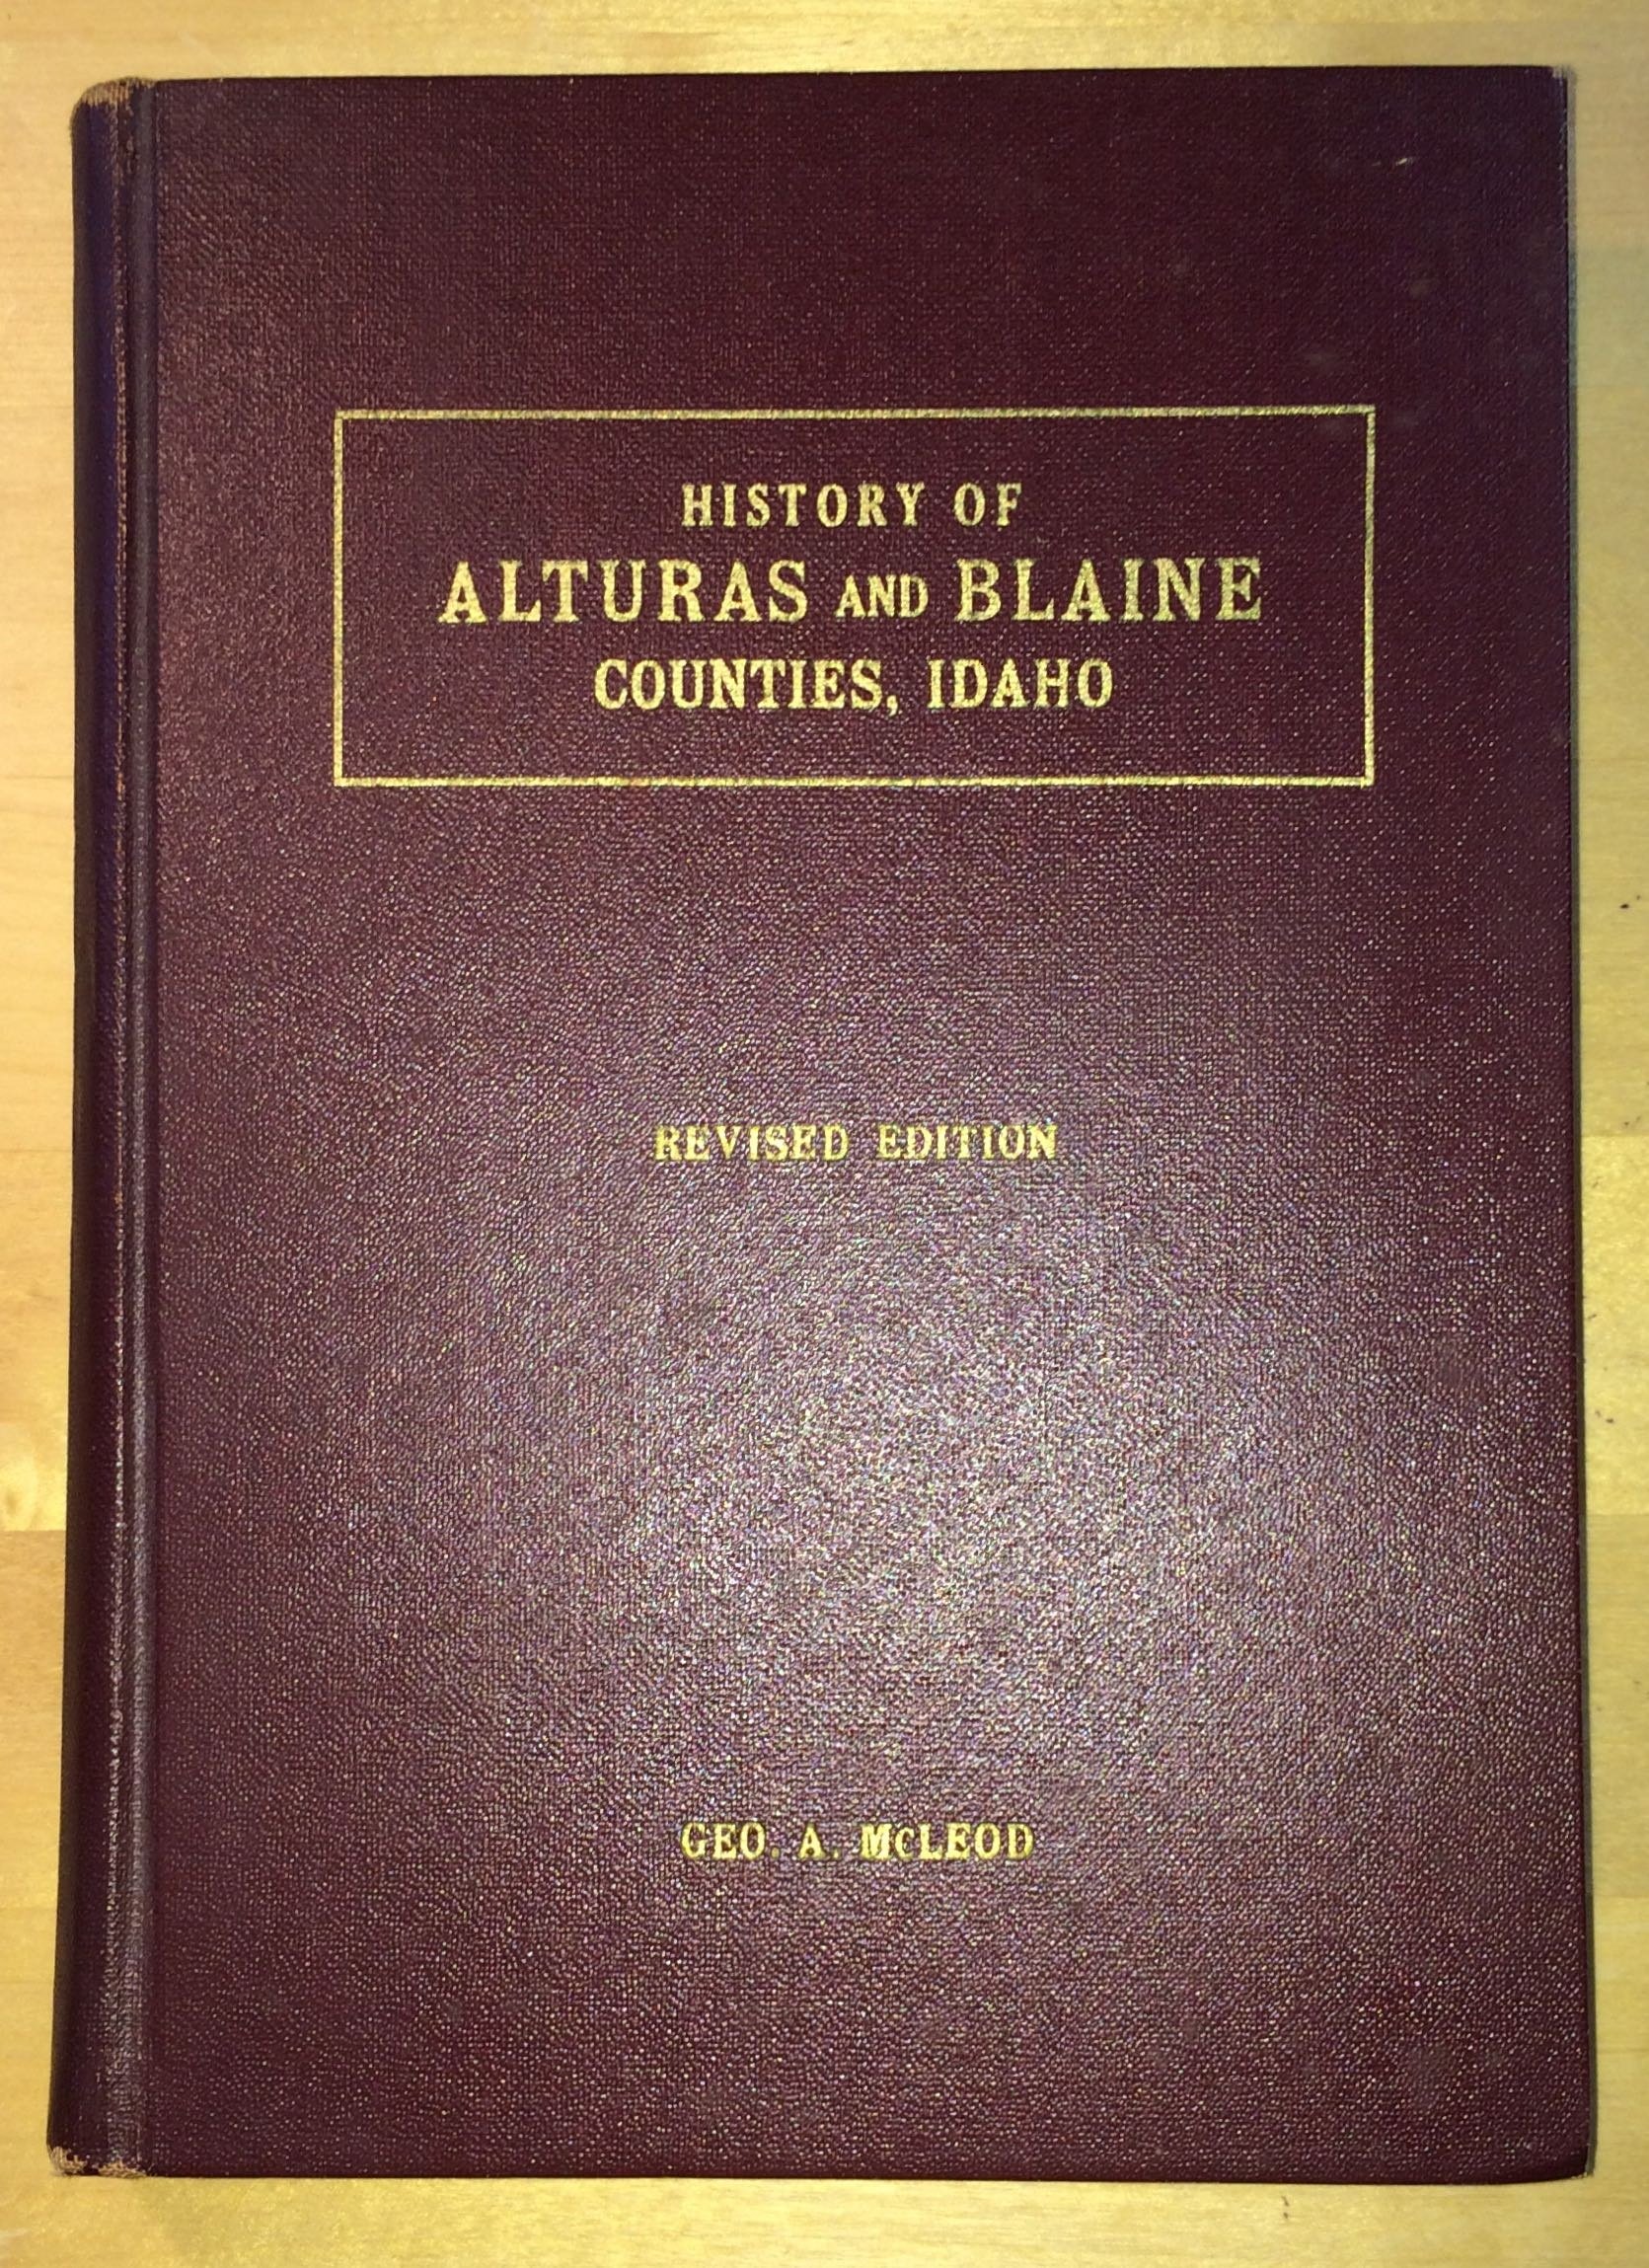 HISTORY OF
ALTURAS AND BLAINE
COUNTIES, IDAHO
REVISED EDITION
GEO. A. McLEOD